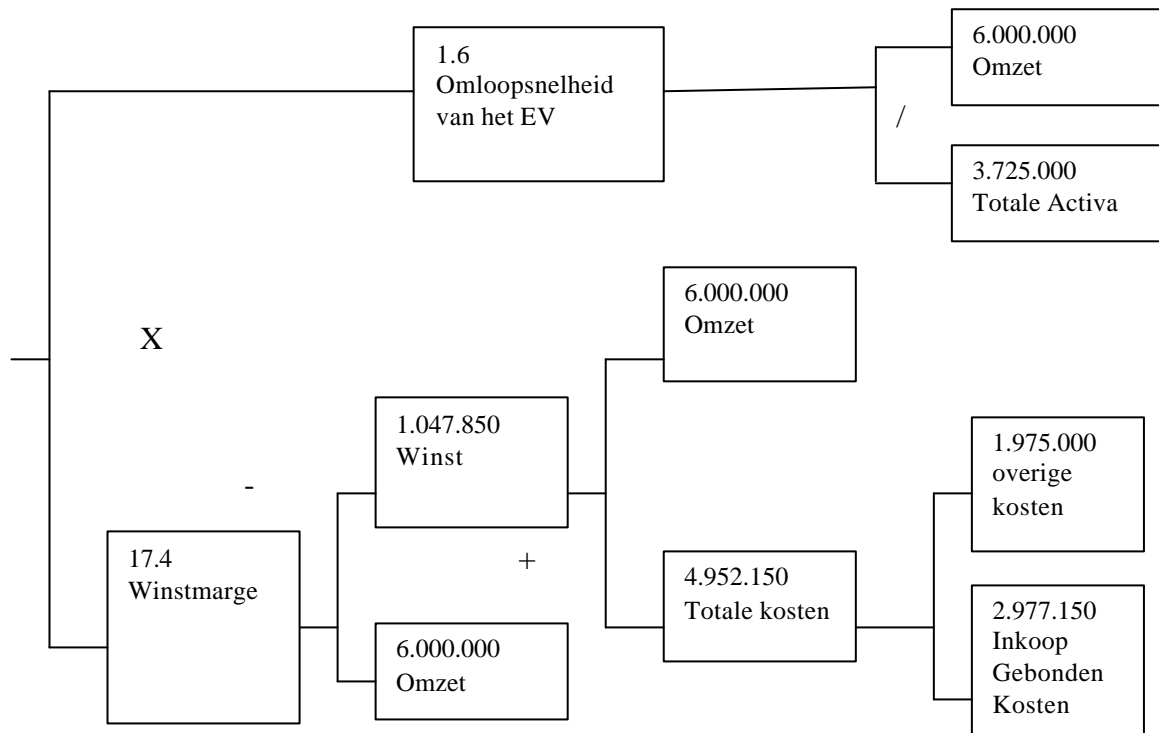 1.6
Omloopsnelheid
van het EV
6.000.000
Omzet
/
3.725.000
Totale Activa
X
6.000.000
Omzet
1.047.850
Winst
-
+
17.4
Winstmarge
6.000.000
Omzet
4.952.150
Totale kosten
1.975.000
overige
kosten
2.977.150
Inkoop
Gebonden
Kosten